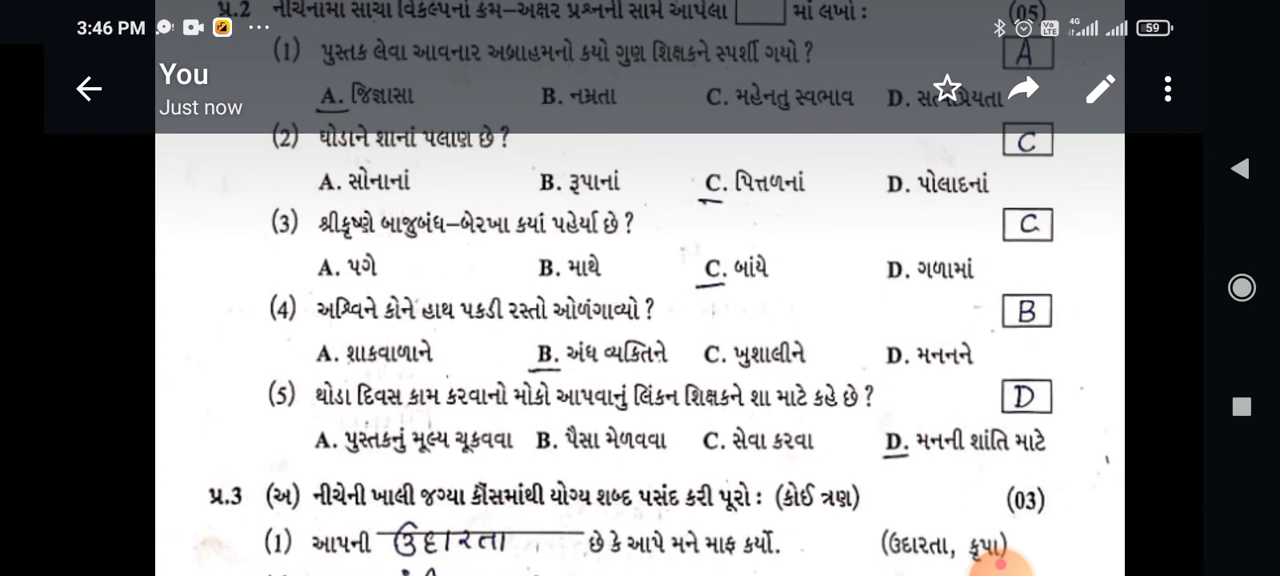 પ્ર.2 નીચેનામાં સાચા વિકલ્પનો ક્રમ–અક્ષર પ્રશ્નની સામે આપેલા માં લખો : (05)
3:46 PM ... 4G 59
(1) પુસ્તક લેવા આવનાર અબ્રાહમનો કયો ગુણ શિક્ષકને સ્પર્શી ગયો ? A
You
Just now
A. જિજ્ઞાસા B. નમ્રતા C. મહેનતુ સ્વભાવ D.
(2) ઘોડાને શાનાં પલાણ છે ? C
A. સોનાનાં B. રૂપાનાં C. પિત્તળનાં D. પોલાદનાં
(3) શ્રીકૃષ્ણે બાજુબંધ–બેરખા કયાં પહેર્યા છે ? C
A. પગે B. માથે C. બાંયે D. ગળામાં
(4) અશ્વિને કોને હાથ પકડી રસ્તો ઓળંગાવ્યો ? B
A. શાકવાળાને B. અંધ વ્યકિતને C. ખુશાલીને D. મનનને
(5) થોડા દિવસ કામ કરવાનો મોકો આપવાનું લિંકન શિક્ષકને શા માટે કહે છે ? D
A. પુસ્તકનું મૂલ્ય ચૂકવવા B. પૈસા મેળવવા C. સેવા કરવા D. મનની શાંતિ માટે
પ્ર.3 (અ) નીચેની ખાલી જગ્યા કૌંસમાંથી યોગ્ય શબ્દ પસંદ કરી પૂરો : (કોઈ ત્રણ) (03)
(1) આપની ઉદારતા છે કે આપે મને માફ કર્યો. (ઉદારતા, કૃપા)